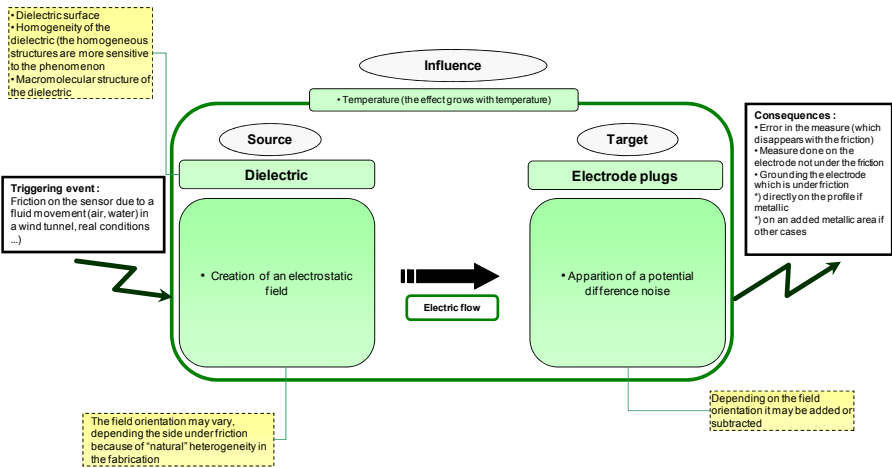 • Dielectric surface
• Homogeneity of the
dielectric (the homogeneous
structures are more sensitive
to the phenomenon
• Macromolecular structure of
the dielectric
Influence
• Temperature (the effect grows with temperature)
Source
Target
Dielectric
Electrode plugs
Triggering event :
Friction on the sensor due to a
fluid movement (air, water) in
a wind tunnel, real conditions
...)
• Creation of an electrostatic
field
Electric flow
• Apparition of a potential
difference noise
Consequences :
• Error in the measure (which
disappears with the friction)
• Measure done on the
electrode not under the friction
• Grounding the electrode
which is under friction
*) directly on the profile if
metallic
*) on an added metallic area if
other cases
The field orientation may vary,
depending the side under friction
because of "natural" heterogeneity in
the fabrication
Depending on the field
orientation it may be added or
subtracted